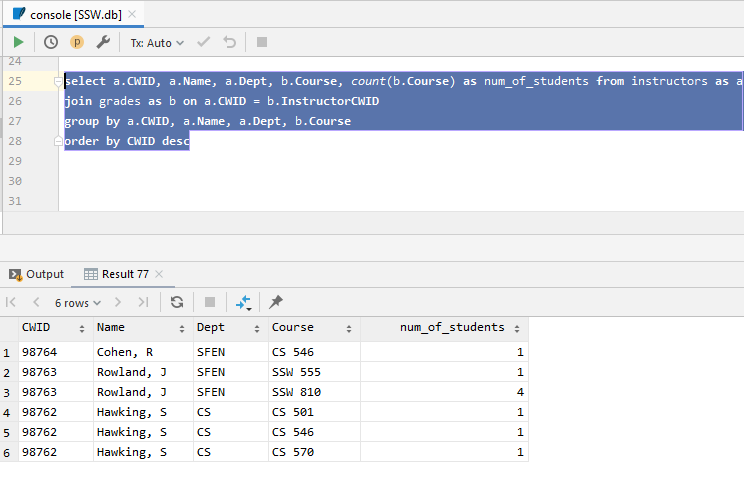 console [SSW.db]
Tx: Auto
24
25 select a.CWID, a.Name, a.Dept, b.Course, count(b.Course) as num_of_students from instructors as a
26 join grades as b on a.CWID = b.InstructorCWID
27 group by a.CWID, a.Name, a.Dept, b.Course
28 order by CWID desc
29
30
31
Output Result 77
6 rows
CWID Name Dept Course num_of_students
1 98764 Cohen, R SFEN CS 546 1
2 98763 Rowland, J SFEN SSW 555 1
3 98763 Rowland, J SFEN SSW 810 4
4 98762 Hawking, S CS CS 501 1
5 98762 Hawking, S CS CS 546 1
6 98762 Hawking, S CS CS 570 1